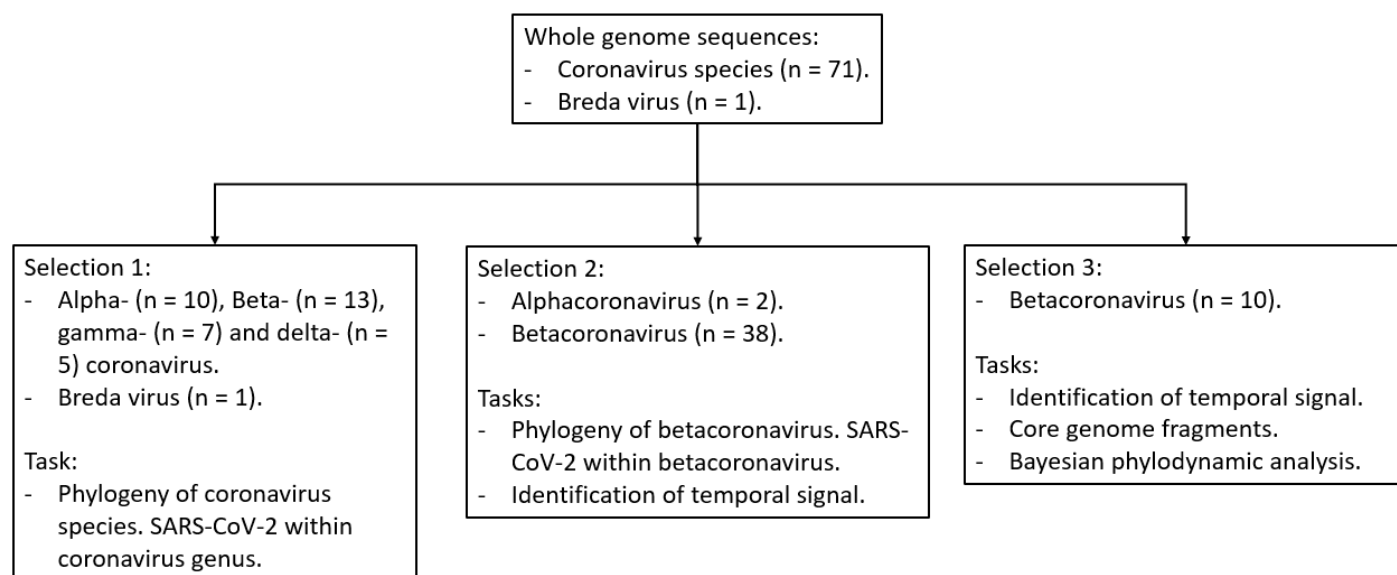 Whole genome sequences:
- Coronavirus species (n = 71).
- Breda virus (n = 1).
Selection 1:
- Alpha- (n = 10), Beta- (n = 13),
gamma- (n = 7) and delta- (n =
5) coronavirus.
- Breda virus (n = 1).
Task:
- Phylogeny of coronavirus
species. SARS-CoV-2 within
coronavirus genus.
Selection 2:
- Alphacoronavirus (n = 2).
- Betacoronavirus (n = 38).
Tasks:
- Phylogeny of betacoronavirus. SARS-
CoV-2 within betacoronavirus.
- Identification of temporal signal.
Selection 3:
- Betacoronavirus (n = 10).
Tasks:
- Identification of temporal signal.
- Core genome fragments.
- Bayesian phylodynamic analysis.